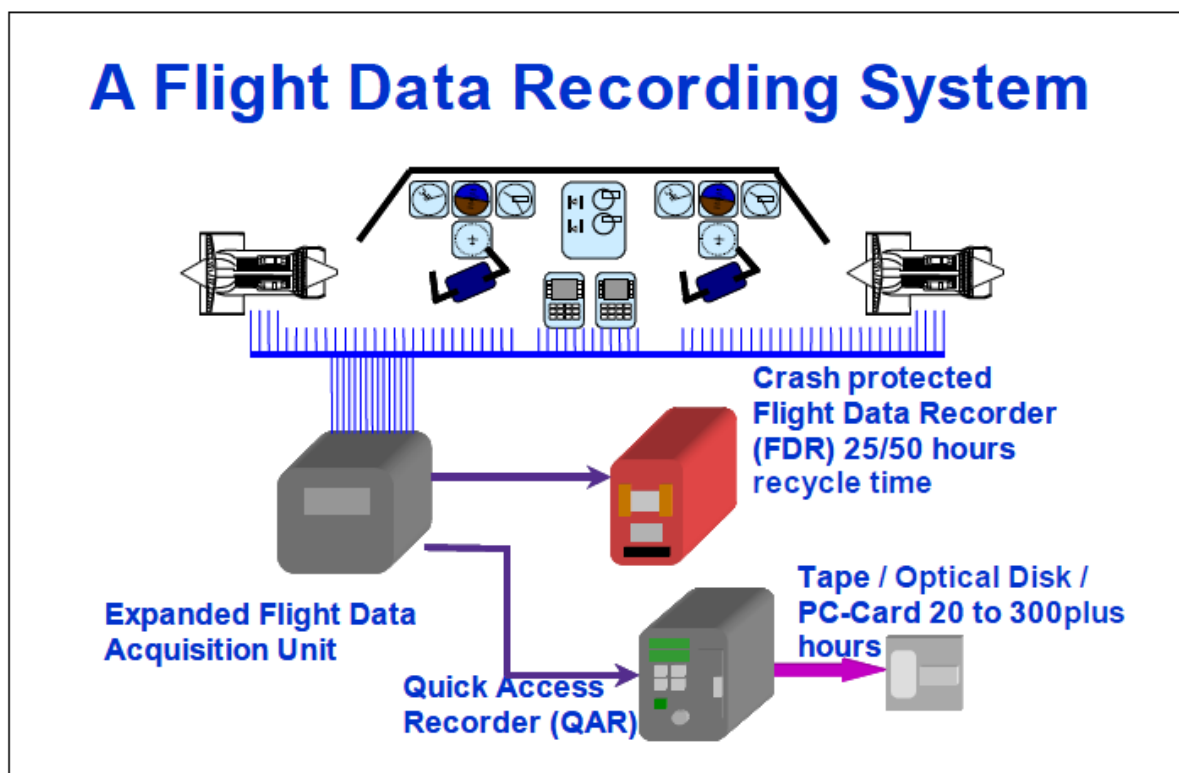 A Flight Data Recording System
Crash protected
Flight Data Recorder
(FDR) 25/50 hours
recycle time
Expanded Flight Data
Acquisition Unit
Tape / Optical Disk /
PC-Card 20 to 300plus
hours
Quick Access
Recorder (QAR)